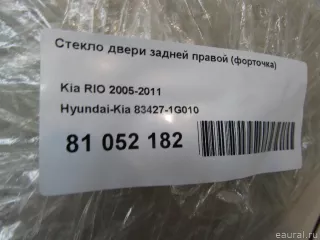 Стекло двери задней правой (форточка)
Kia RIO 2005-2011
Hyundai-Kia 83427-1G010
81 052 182
eaural.ru